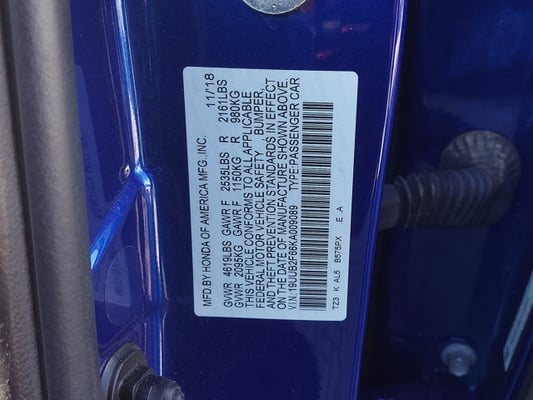 MFD BY HONDA OF AMERICA MFG.,INC. 11/18
GVWR 4619LBS GAWR F 2535LBS R 2161LBS
GVWR 2095KG GAWR F 1150KG R 980KG
THIS VEHICLE CONFORMS TO ALL APPLICABLE
FEDERAL MOTOR VEHICLE SAFETY, BUMPER,
AND THEFT PREVENTION STANDARDS IN EFFECT
ON THE DATE OF MANUFACTURE SHOWN ABOVE.
V.I.N. 19UUB2F66KA009089 TYPE:PASSENGER CAR
TZ3 K AL5 B575PX E A